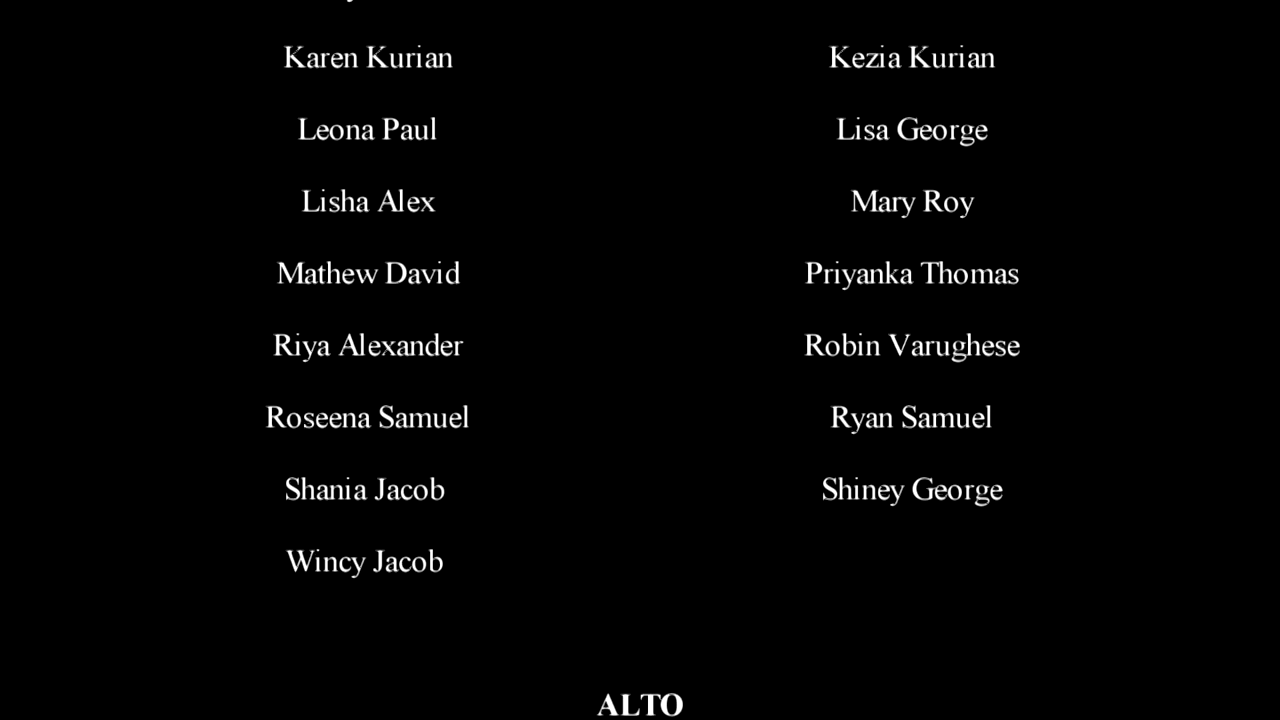 Karen Kurian Kezia Kurian
Leona Paul Lisa George
Lisha Alex Mary Roy
Mathew David Priyanka Thomas
Riya Alexander Robin Varughese
Roseena Samuel Ryan Samuel
Shania Jacob Shiney George
Wincy Jacob
ALTO